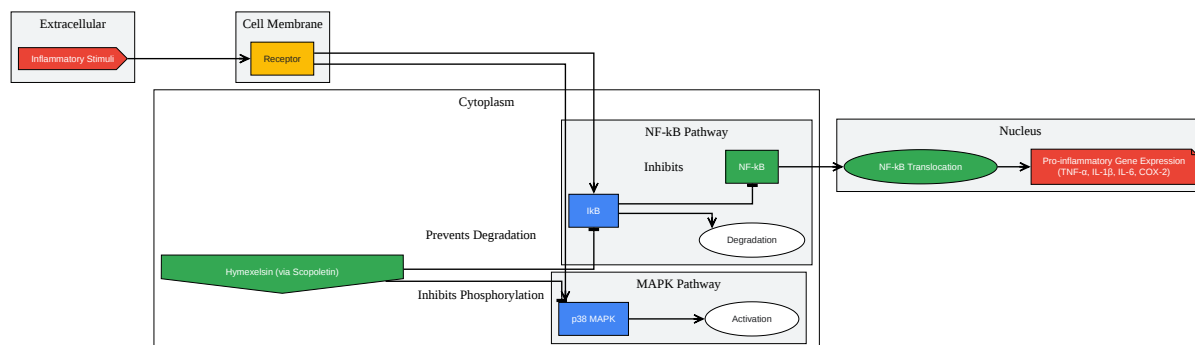 Extracellular
Inflammatory Stimuli
Cell Membrane
Receptor
Cytoplasm
NF-kB Pathway
Inhibits
NF-kB
IkB
Degradation
Prevents Degradation
Hymexelsin (via Scopoletin)
Inhibits Phosphorylation
MAPK Pathway
p38 MAPK
Activation
Nucleus
NF-kB Translocation
Pro-inflammatory Gene Expression
(TNF-α, IL-1β, IL-6, COX-2)